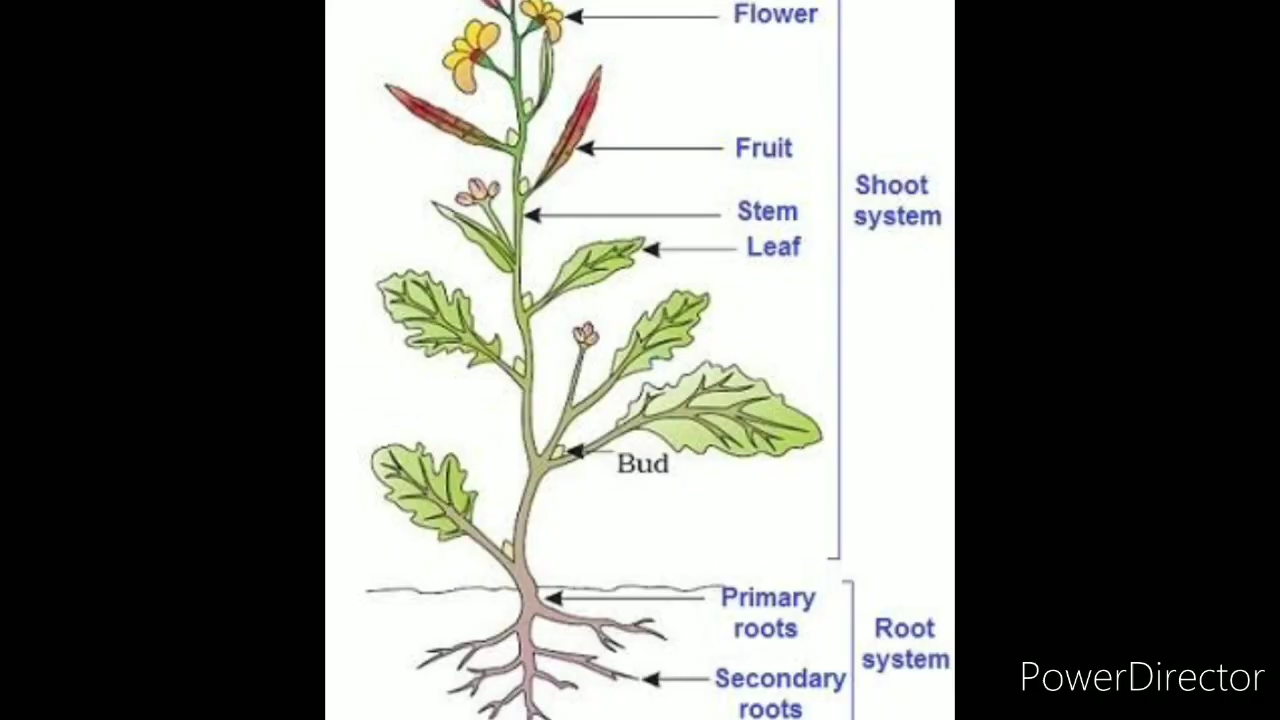 Flower
Fruit
Stem
Leaf
Shoot
system
Bud
Primary
roots
Root
system
Secondary
roots
PowerDirector